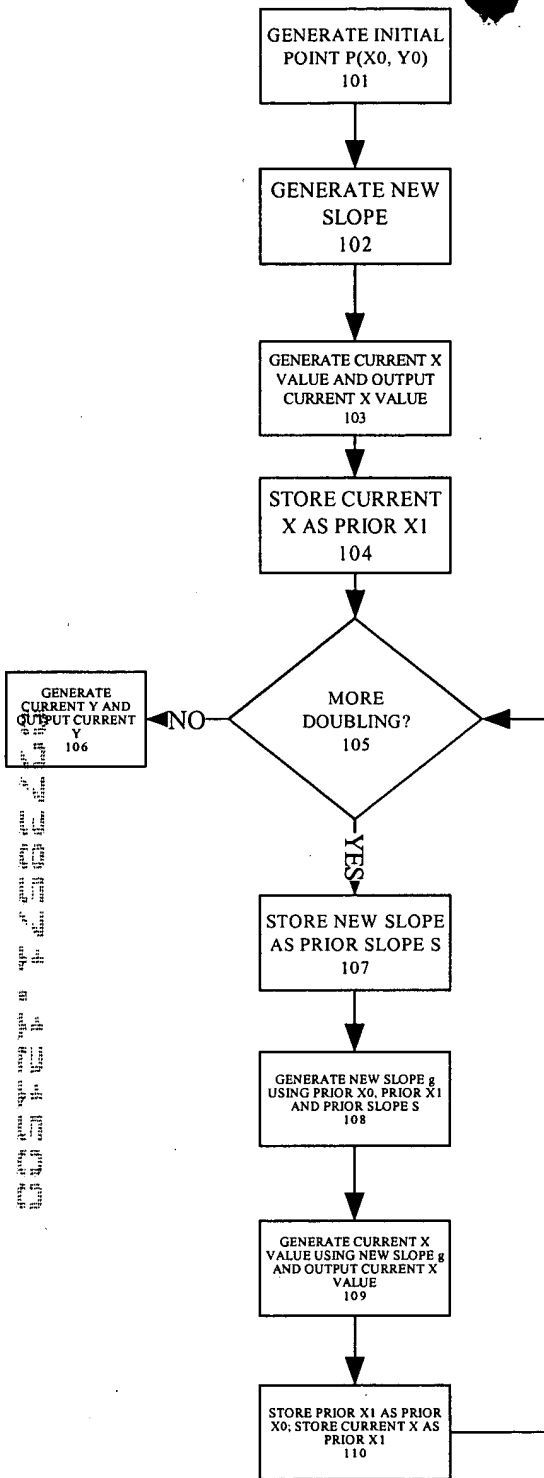 GENERATE INITIAL
POINT P(X0, Y0)
101
GENERATE NEW
SLOPE
102
GENERATE CURRENT X
VALUE AND OUTPUT
CURRENT X VALUE
103
STORE CURRENT
X AS PRIOR X1
104
MORE
DOUBLING?
105
NO
GENERATE
CURRENT Y AND
OUTPUT CURRENT
Y
106
YES
STORE NEW SLOPE
AS PRIOR SLOPE S
107
GENERATE NEW SLOPE g
USING PRIOR X0, PRIOR X1
AND PRIOR SLOPE S
108
GENERATE CURRENT X
VALUE USING NEW SLOPE g
AND OUTPUT CURRENT X
VALUE
109
STORE PRIOR X1 AS PRIOR
X0; STORE CURRENT X AS
PRIOR X1
110